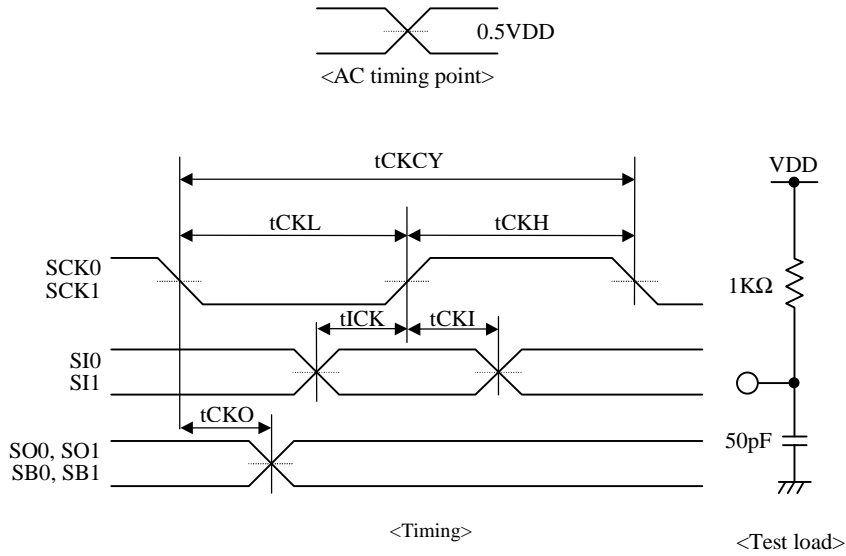 0.5VDD
<AC timing point>
tCKCY
VDD
tCKL
tCKH
SCK0
SCK1
1KΩ
tICK
tCKI
SI0
SI1
tCKO
SO0, SO1
SB0, SB1
50pF
<Timing>
<Test load>